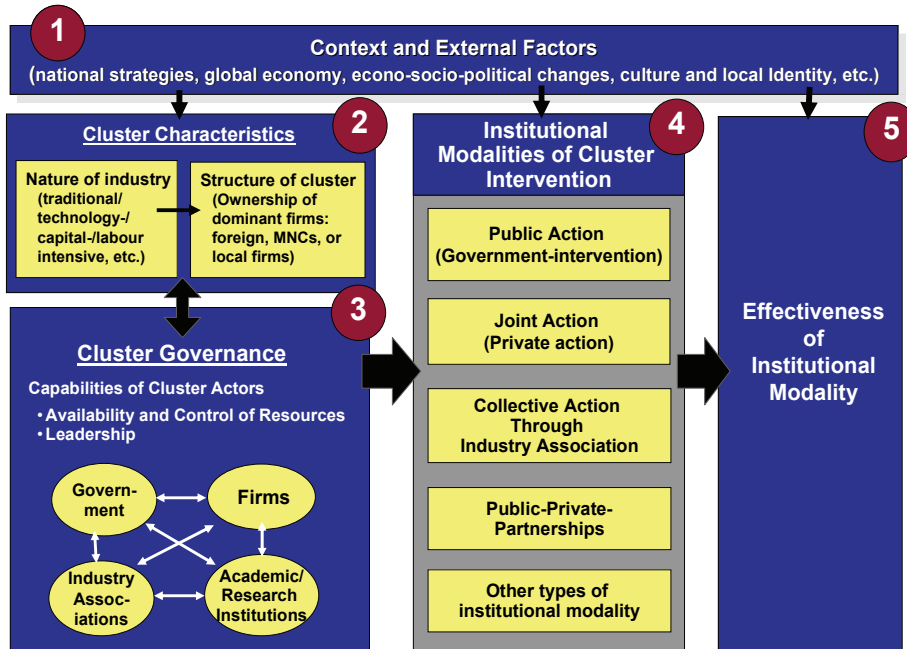 1
Context and External Factors
(national strategies, global economy, econo-socio-political changes, culture and local Identity, etc.)
2
Cluster Characteristics
Nature of industry
(traditional/
technology-/
capital-/labour
intensive, etc.)
Structure of cluster
(Ownership of
dominant firms:
foreign, MNCs, or
local firms)
3
Cluster Governance
Capabilities of Cluster Actors
• Availability and Control of Resources
• Leadership
Govern-
ment
Firms
Industry
Assoc-
iations
Academic/
Research
Institutions
4
Institutional
Modalities of Cluster
Intervention
Public Action
(Government-intervention)
Joint Action
(Private action)
Collective Action
Through
Industry Association
Public-Private-
Partnerships
Other types of
institutional modality
5
Effectiveness
of
Institutional
Modality